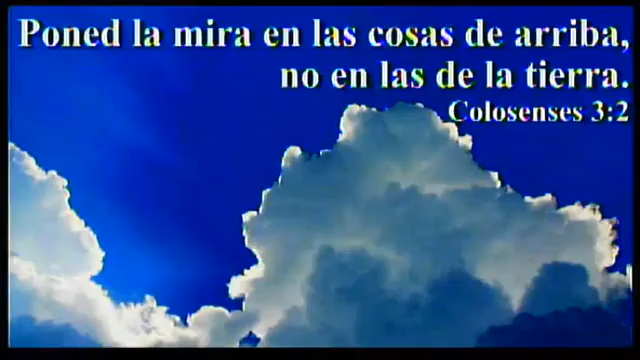 Poned la mira en las cosas de arriba,
no en las de la tierra.
Colosenses 3:2